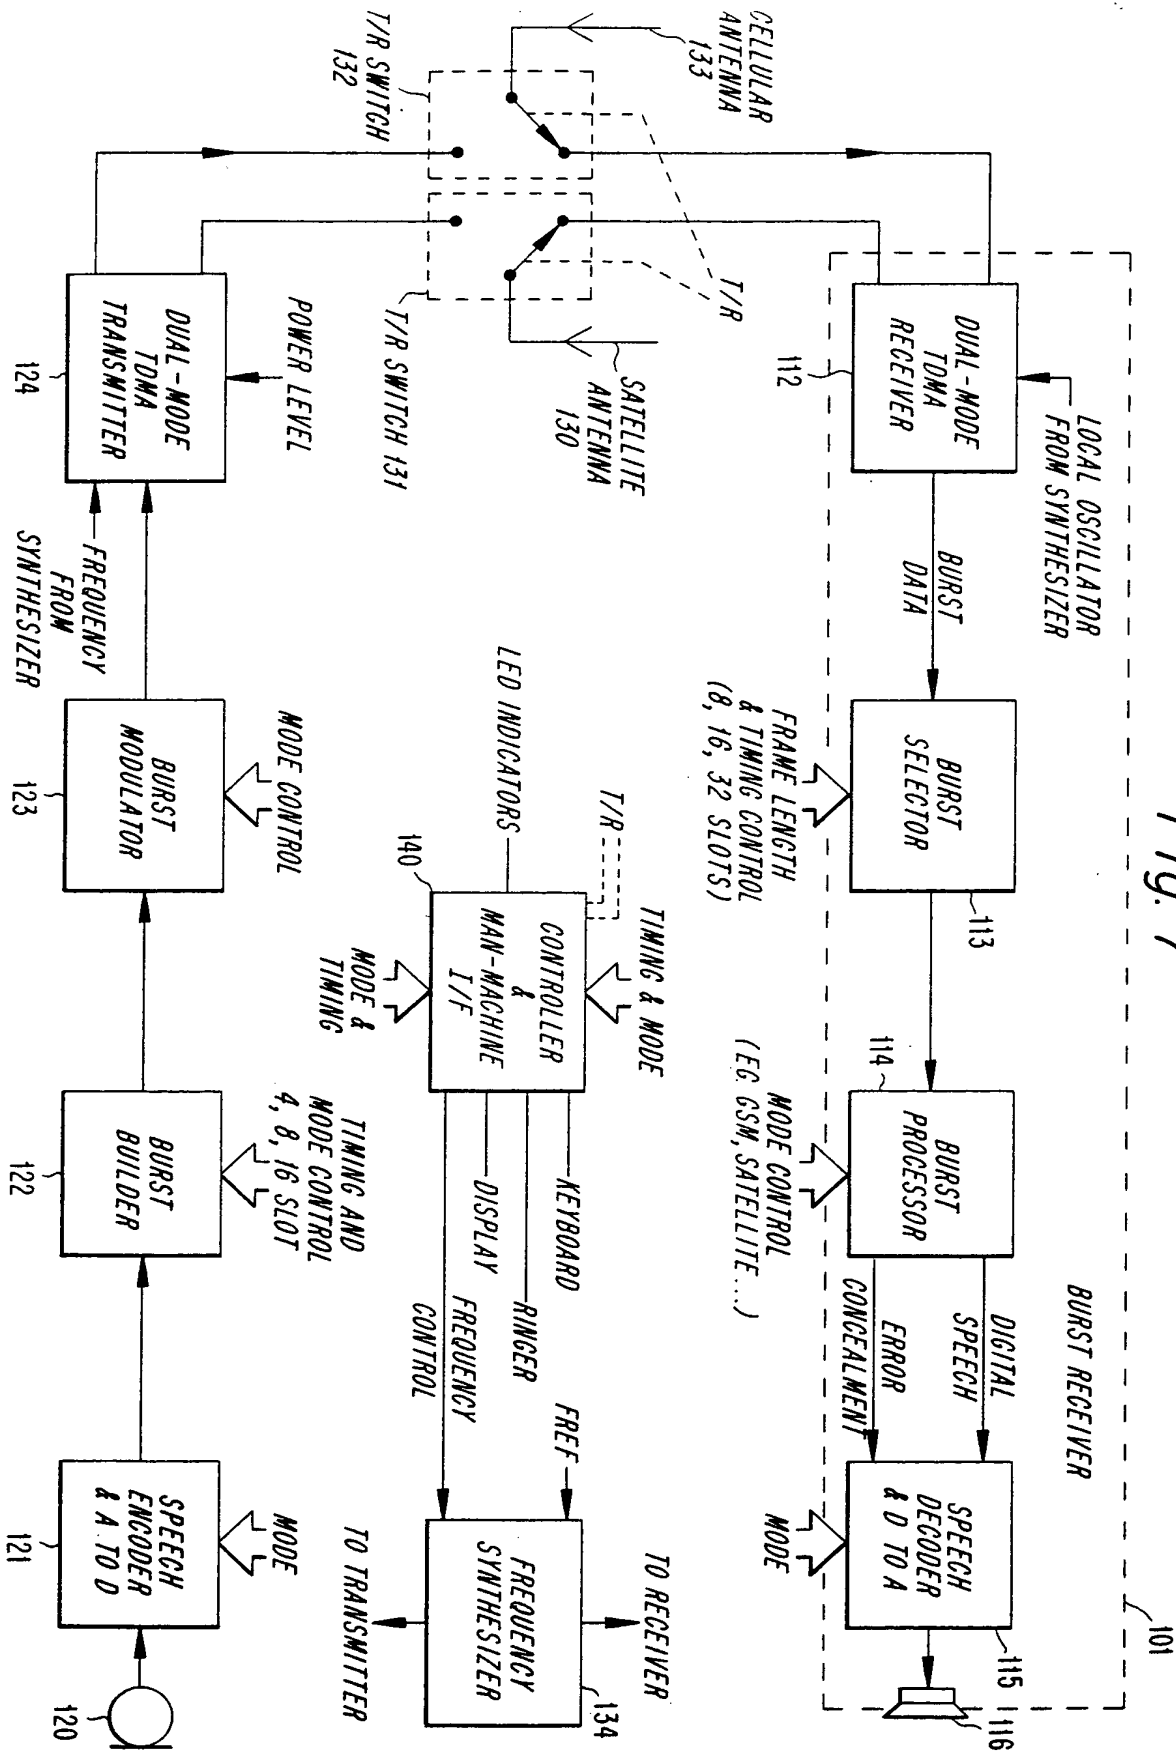 Fig. 7
CELLULAR
ANTENNA
133
T/R SWITCH
132
T/R
SATELLITE
ANTENNA
130
T/R SWITCH 131
BURST RECEIVER
101
LOCAL OSCILLATOR
FROM SYNTHESIZER
DUAL-MODE
TDMA
RECEIVER
112
BURST
DATA
BURST
SELECTOR
113
FRAME LENGTH
& TIMING CONTROL
(8, 16, 32 SLOTS)
BURST
PROCESSOR
114
MODE CONTROL
(EG GSM, SATELLITE...)
DIGITAL
SPEECH
ERROR
CONCEALMENT
SPEECH
DECODER
& D TO A
115
MODE
116
T/R
TIMING & MODE
LED INDICATORS
CONTROLLER
&
MAN-MACHINE
I/F
140
MODE &
TIMING
KEYBOARD
RINGER
DISPLAY
FREQUENCY
CONTROL
FREF
FREQUENCY
SYNTHESIZER
134
TO RECEIVER
TO TRANSMITTER
POWER LEVEL
DUAL-MODE
TDMA
TRANSMITTER
124
FREQUENCY
FROM
SYNTHESIZER
MODE CONTROL
BURST
MODULATOR
123
TIMING AND
MODE CONTROL
4, 8, 16 SLOT
BURST
BUILDER
122
MODE
SPEECH
ENCODER
& A TO D
121
120